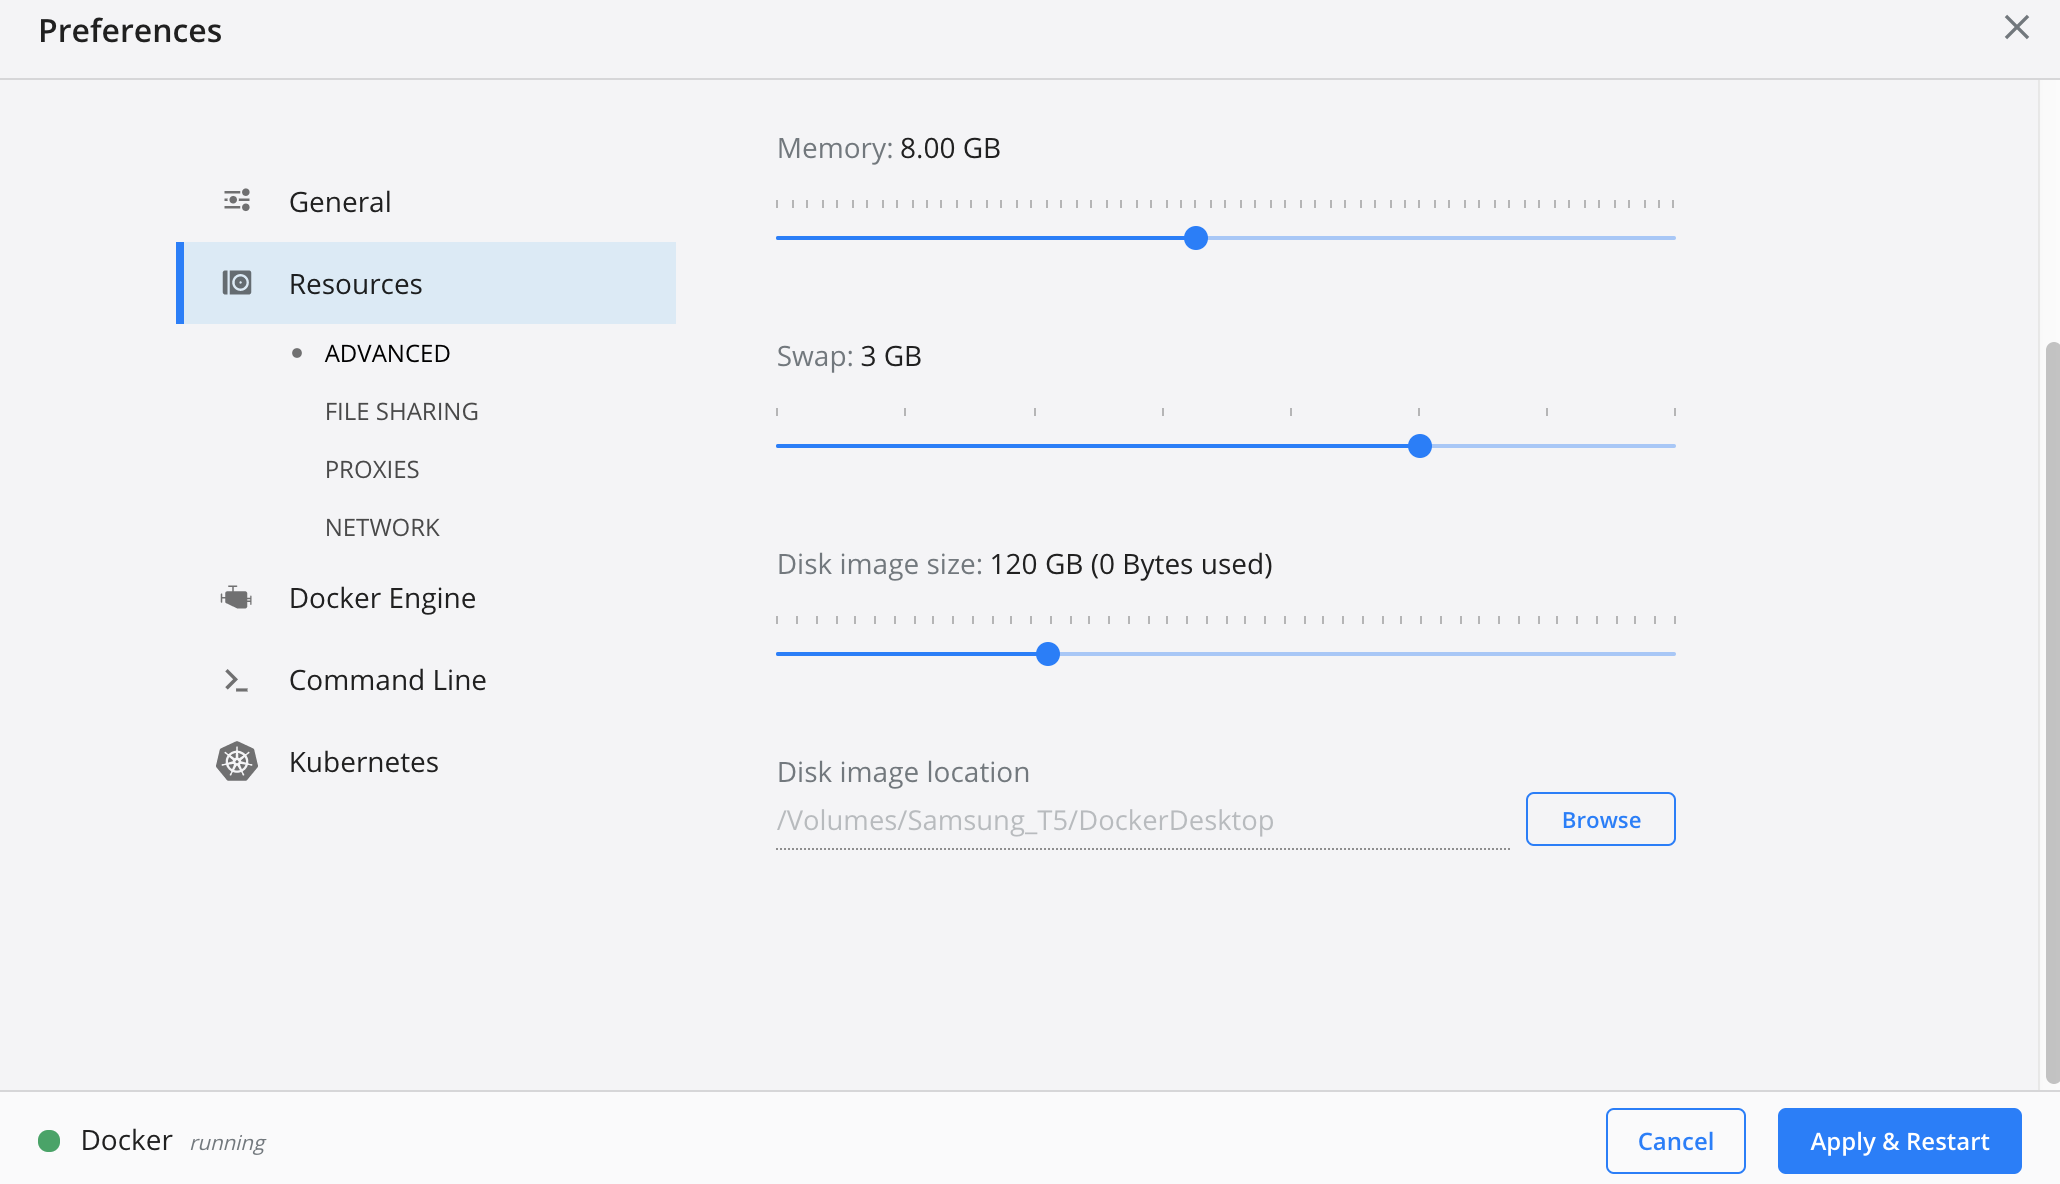 Preferences
General
Resources
ADVANCED
FILE SHARING
PROXIES
NETWORK
Docker Engine
Command Line
Kubernetes
Memory: 8.00 GB
Swap: 3 GB
Disk image size: 120 GB (0 Bytes used)
Disk image location
/Volumes/Samsung_T5/DockerDesktop
Browse
Docker running
Cancel
Apply & Restart